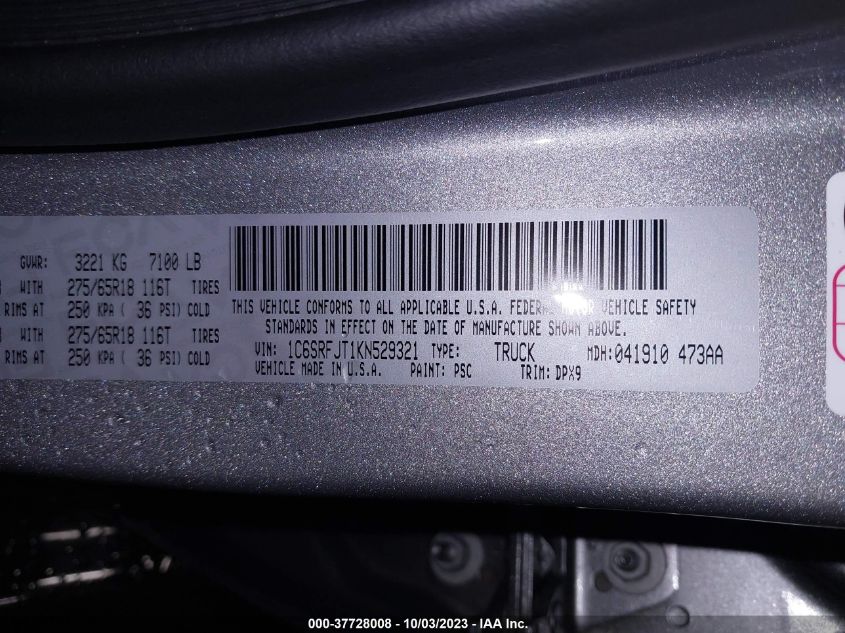 GVWR: 3221 KG 7100 LB
WITH 275/65R18 116T TIRES
RIMS AT 250 KPA ( 36 PSI) COLD
WITH 275/65R18 116T TIRES
RIMS AT 250 KPA ( 36 PSI) COLD
THIS VEHICLE CONFORMS TO ALL APPLICABLE U.S.A. FEDERAL MOTOR VEHICLE SAFETY
STANDARDS IN EFFECT ON THE DATE OF MANUFACTURE SHOWN ABOVE.
VIN: 1C6SRFJT1KN529321 TYPE: TRUCK MDH:041910 473AA
VEHICLE MADE IN U.S.A. PAINT: PSC TRIM: DPX9
000-37728008 - 10/03/2023 - IAA Inc.